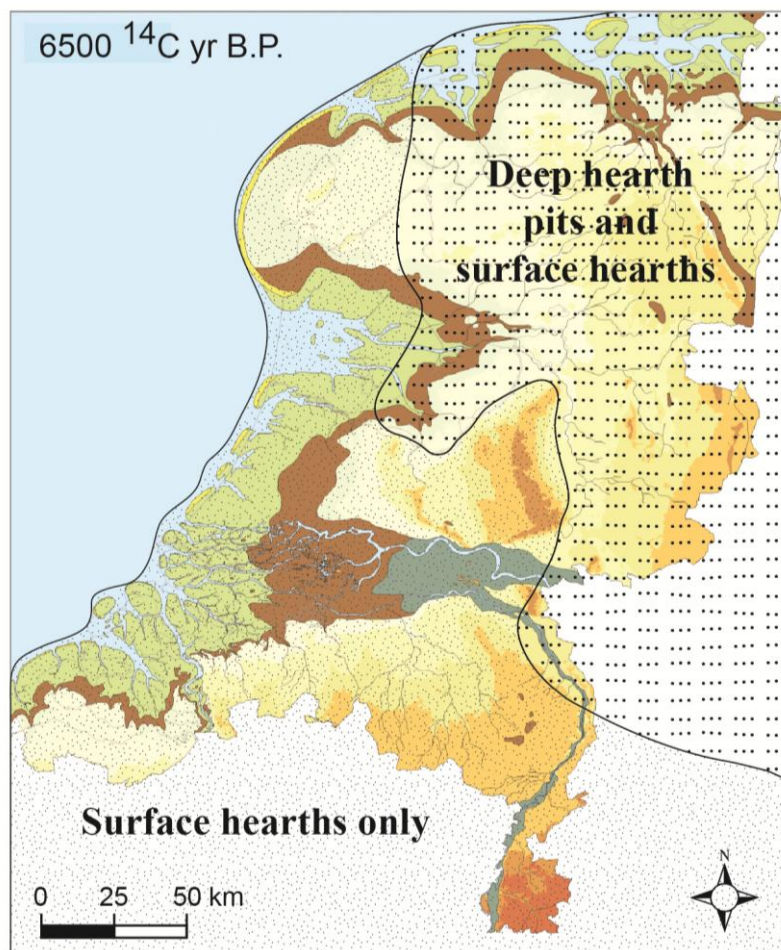 6500 ¹⁴C yr B.P.
Deep hearth
pits and
surface hearths
Surface hearths only
0 25 50 km
N